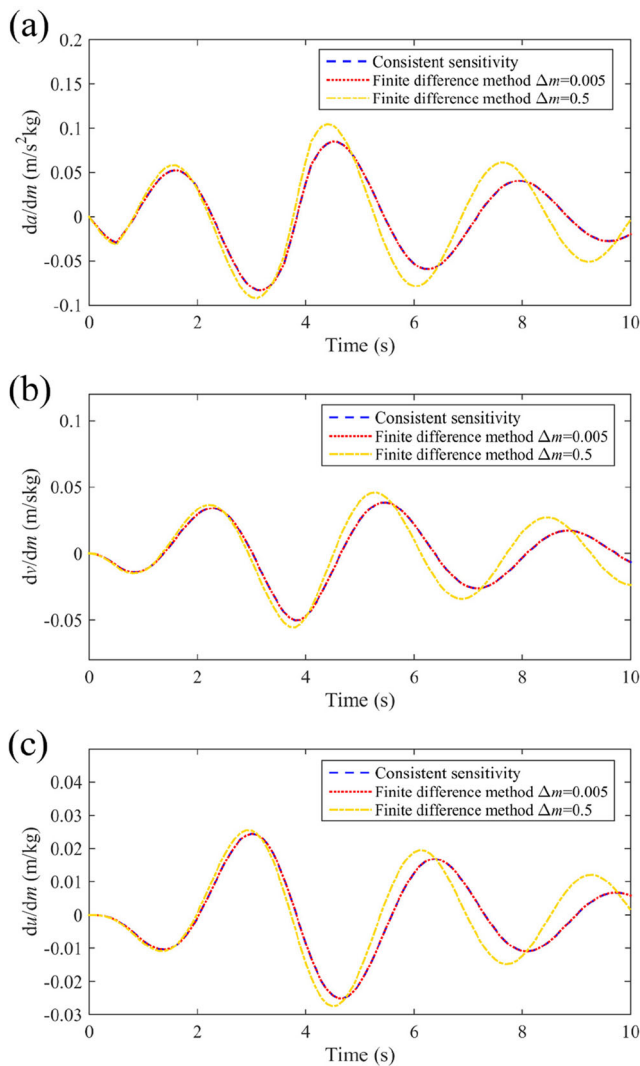 (a)
0.2
0.15
0.1
0.05
0
-0.05
-0.1
da/dm (m/s²kg)
Consistent sensitivity
Finite difference method Δm=0.005
Finite difference method Δm=0.5
0 2 4 6 8 10
Time (s)
(b)
0.1
0.05
0
-0.05
dv/dm (m/skg)
Consistent sensitivity
Finite difference method Δm=0.005
Finite difference method Δm=0.5
0 2 4 6 8 10
Time (s)
(c)
0.04
0.03
0.02
0.01
0
-0.01
-0.02
-0.03
du/dm (m/kg)
Consistent sensitivity
Finite difference method Δm=0.005
Finite difference method Δm=0.5
0 2 4 6 8 10
Time (s)